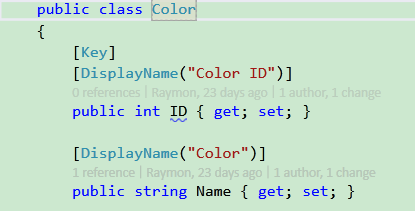 public class Color
{
[Key]
[DisplayName("Color ID")]
0 references | Raymon, 23 days ago | 1 author, 1 change
public int ID { get; set; }
[DisplayName("Color")]
1 reference | Raymon, 23 days ago | 1 author, 1 change
public string Name { get; set; }